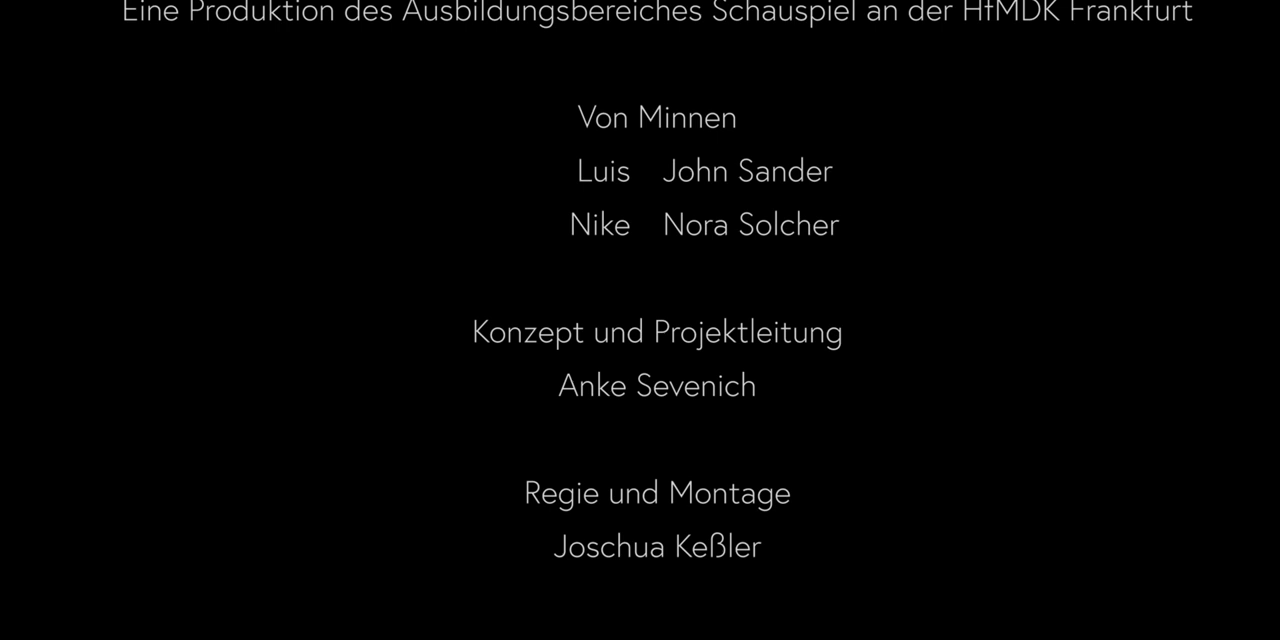 Eine Produktion des Ausbildungsbereiches Schauspiel an der HfMDK Frankfurt
Von Minnen
Luis John Sander
Nike Nora Solcher
Konzept und Projektleitung
Anke Sevenich
Regie und Montage
Joschua Keßler